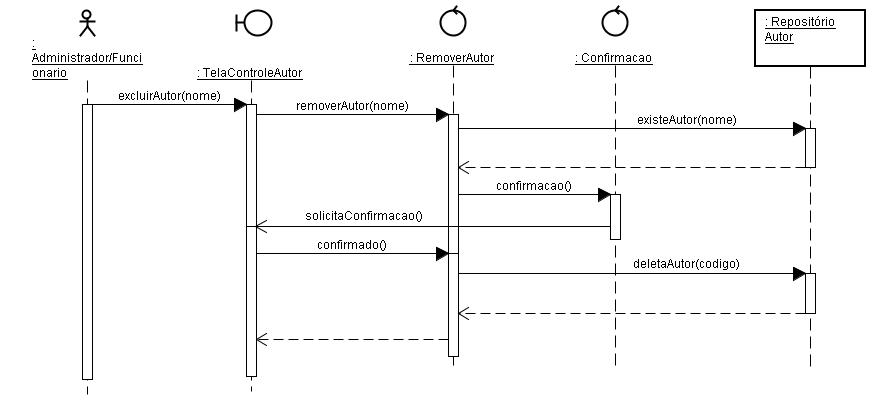 : Repositório
Autor
:
Administrador/Funci
onario
: TelaControleAutor
: RemoverAutor
: Confirmacao
excluirAutor(nome)
removerAutor(nome)
existeAutor(nome)
confirmacao()
solicitaConfirmacao()
confirmado()
deletaAutor(codigo)